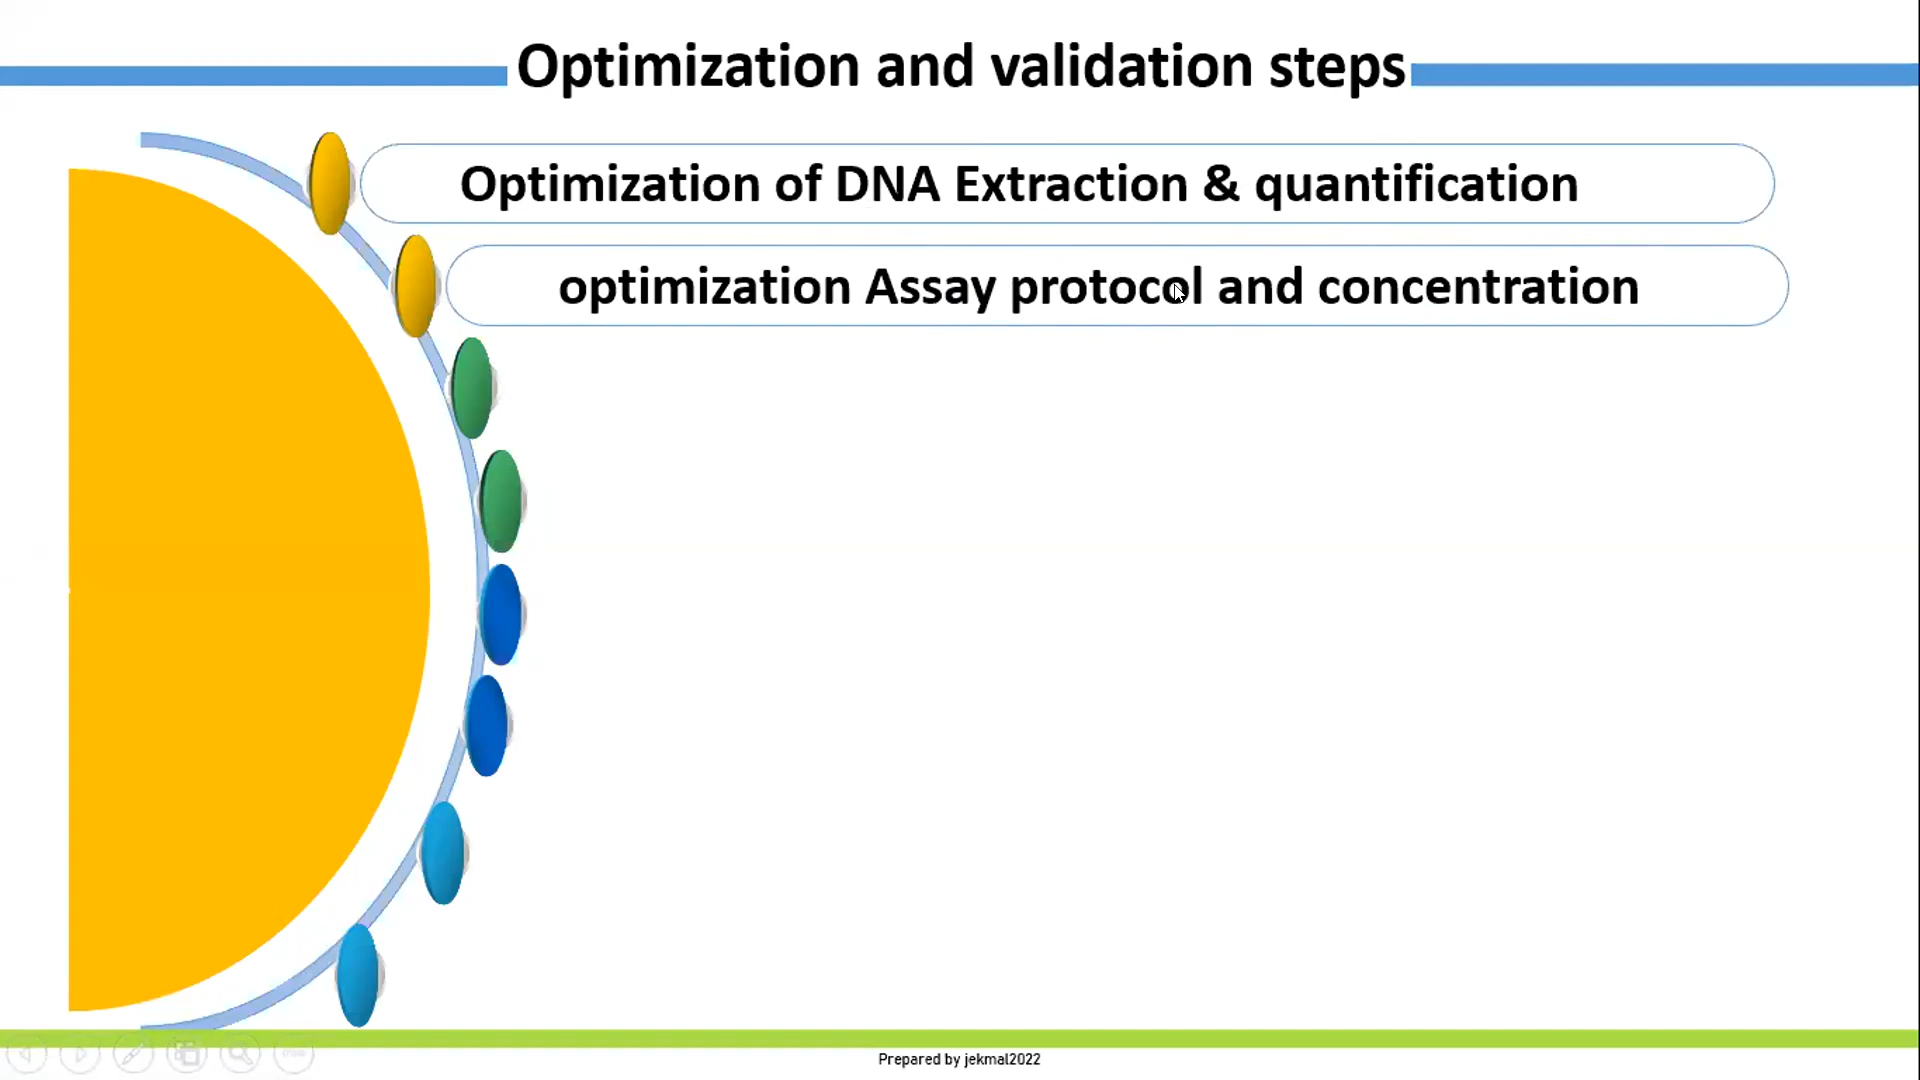 Optimization and validation steps
Optimization of DNA Extraction & quantification
optimization Assay protocol and concentration
Prepared by jekmal2022